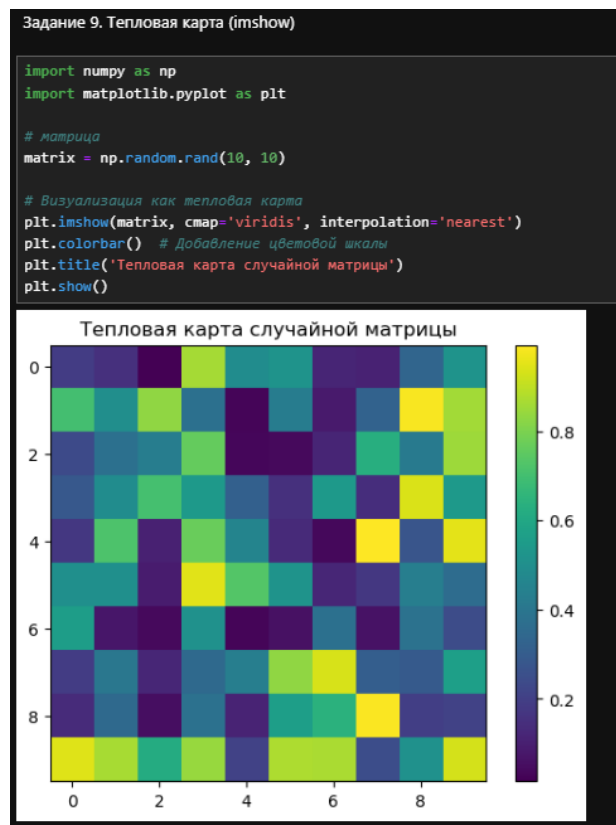 Задание 9. Тепловая карта (imshow)
import numpy as np
import matplotlib.pyplot as plt
# матрица
matrix = np.random.rand(10, 10)
# Визуализация как тепловая карта
plt.imshow(matrix, cmap='viridis', interpolation='nearest')
plt.colorbar()  # Добавление цветовой шкалы
plt.title('Тепловая карта случайной матрицы')
plt.show()
Тепловая карта случайной матрицы
0
2
4
6
8
0 2 4 6 8
0.8
0.6
0.4
0.2